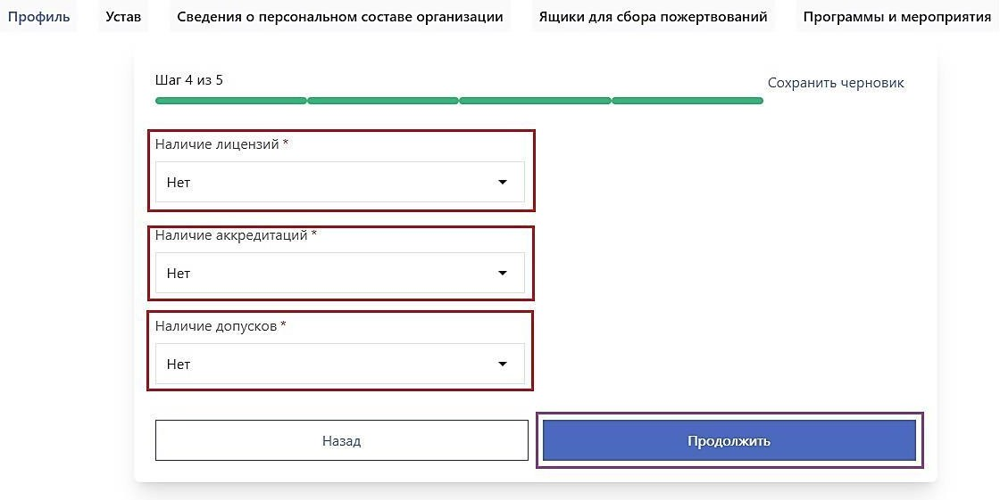 Профиль Устав Сведения о персональном составе организации Ящики для сбора пожертвований Программы и мероприятия
Шаг 4 из 5
Сохранить черновик
Наличие лицензий *
Нет
Наличие аккредитаций *
Нет
Наличие допусков *
Нет
Назад Продолжить